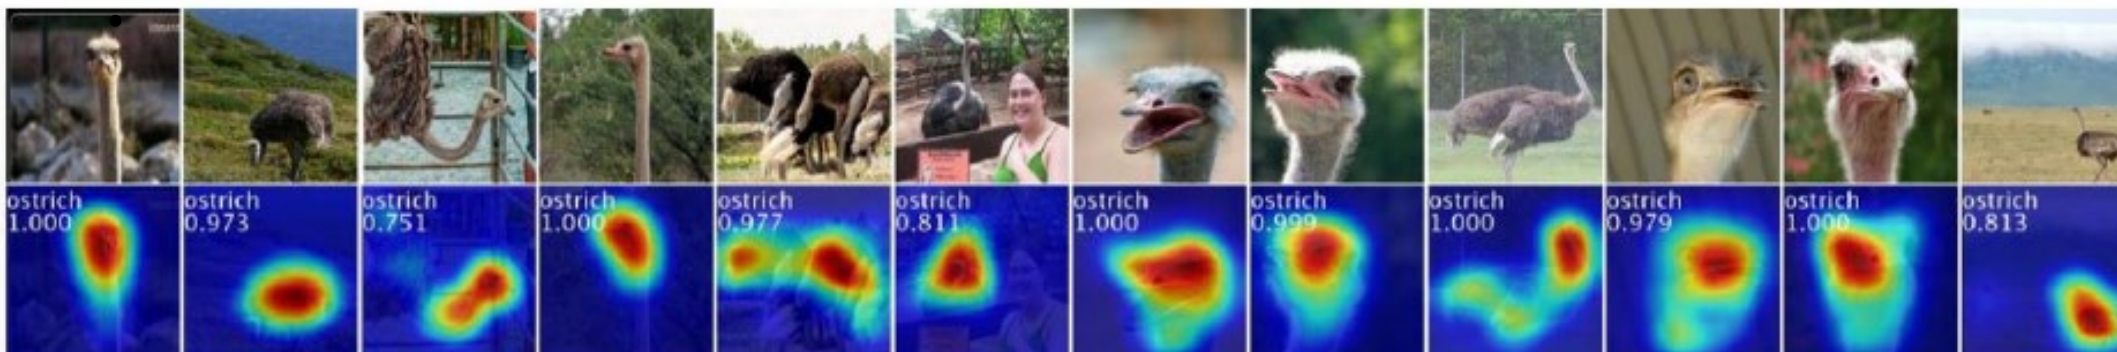 ostrich
1.000
ostrich
0.973
ostrich
0.751
ostrich
1.000
ostrich
0.977
ostrich
0.811
ostrich
1.000
ostrich
0.999
ostrich
1.000
ostrich
0.979
ostrich
1.000
ostrich
0.813